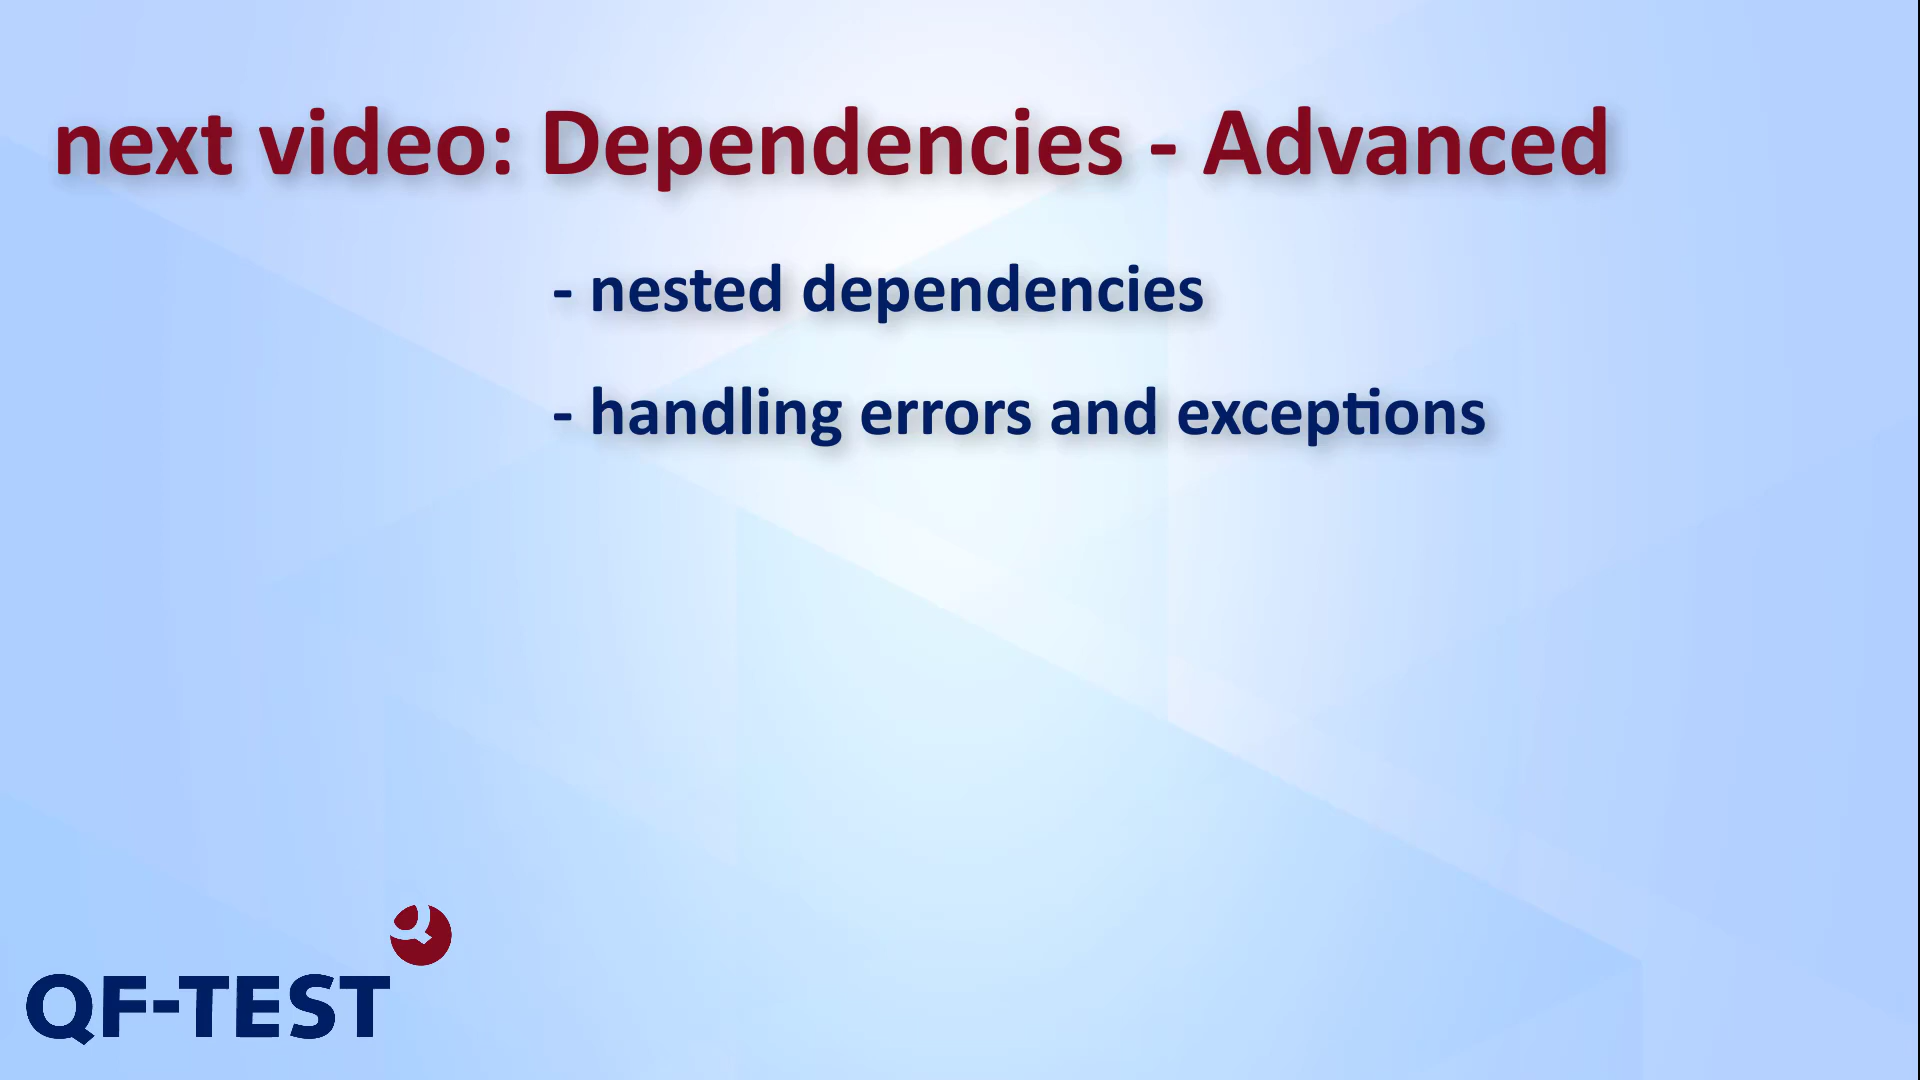 next video: Dependencies - Advanced
- nested dependencies
- handling errors and exceptions
QF-TEST